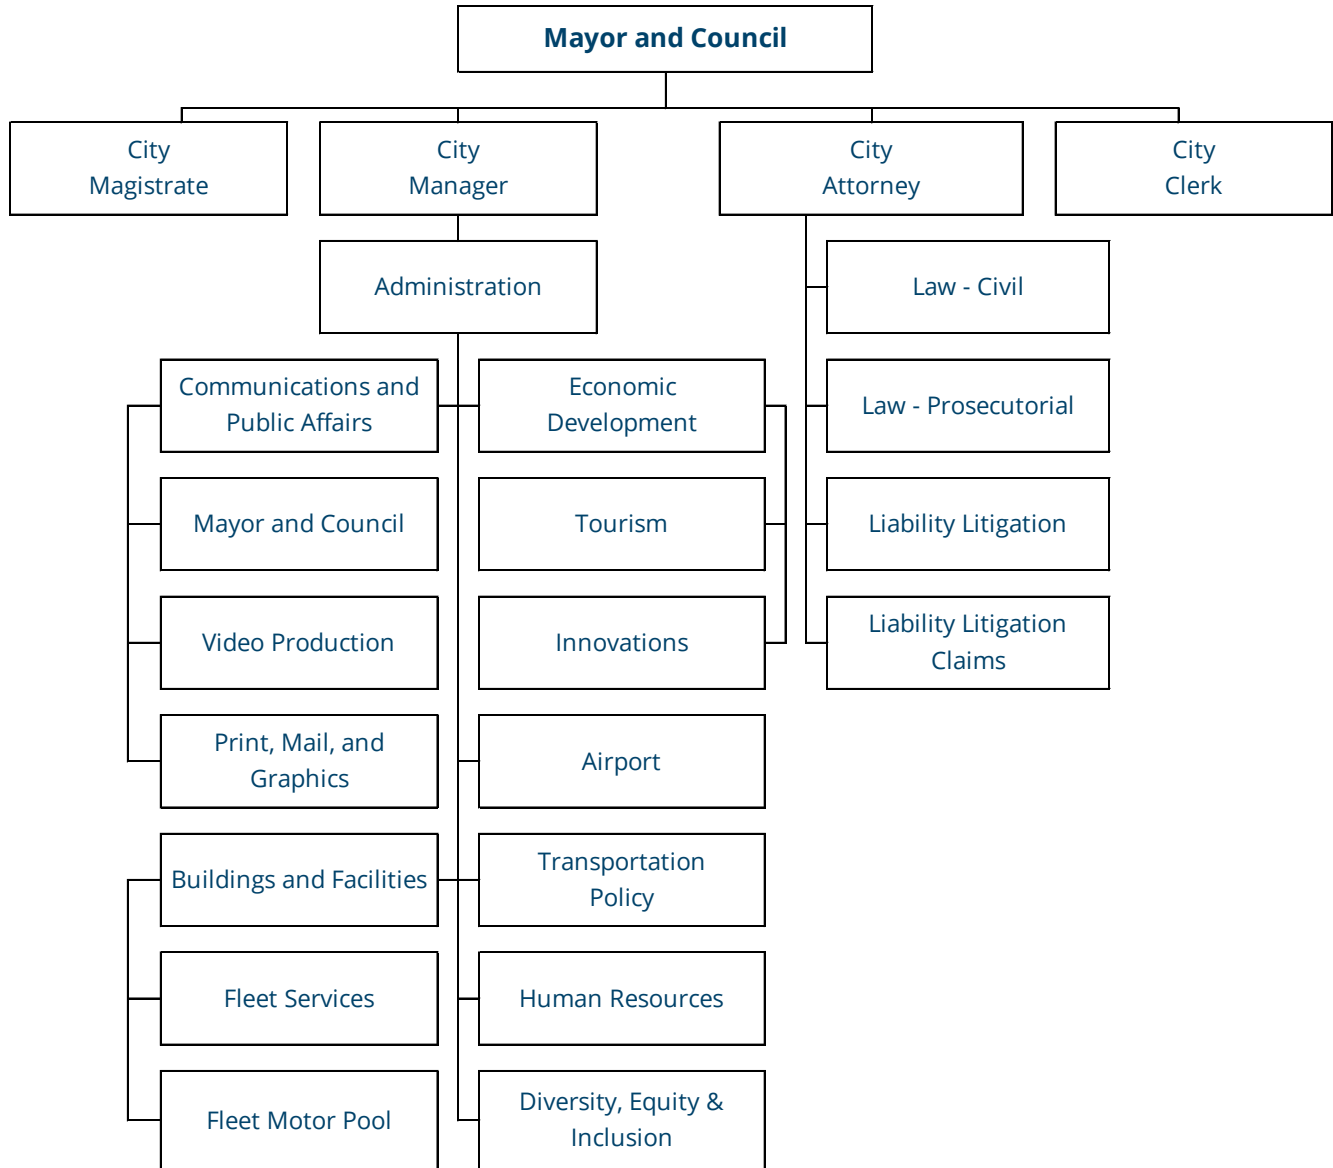 Mayor and Council
City
Magistrate
City
Manager
City
Attorney
City
Clerk
Administration
Law - Civil
Communications and
Public Affairs
Economic
Development
Law - Prosecutorial
Mayor and Council
Tourism
Liability Litigation
Video Production
Innovations
Liability Litigation
Claims
Print, Mail, and
Graphics
Airport
Buildings and Facilities
Transportation
Policy
Fleet Services
Human Resources
Fleet Motor Pool
Diversity, Equity &
Inclusion